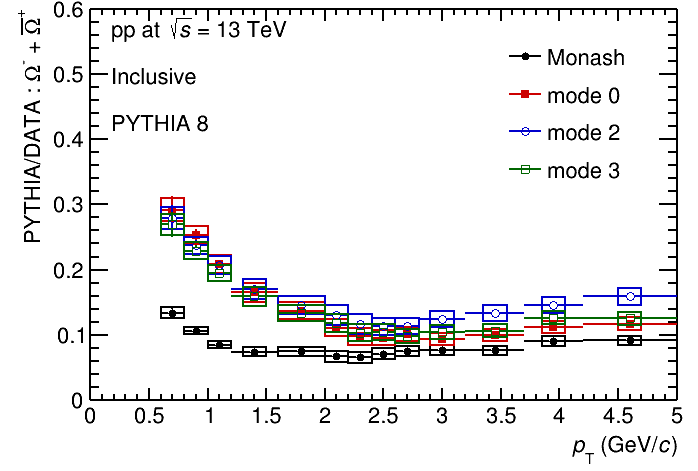 PYTHIA/DATA : Ω⁻ + Ω̅⁺
pp at √s = 13 TeV
Inclusive
PYTHIA 8
Monash
mode 0
mode 2
mode 3
0.6
0.5
0.4
0.3
0.2
0.1
0
0 0.5 1 1.5 2 2.5 3 3.5 4 4.5 5
p_T (GeV/c)